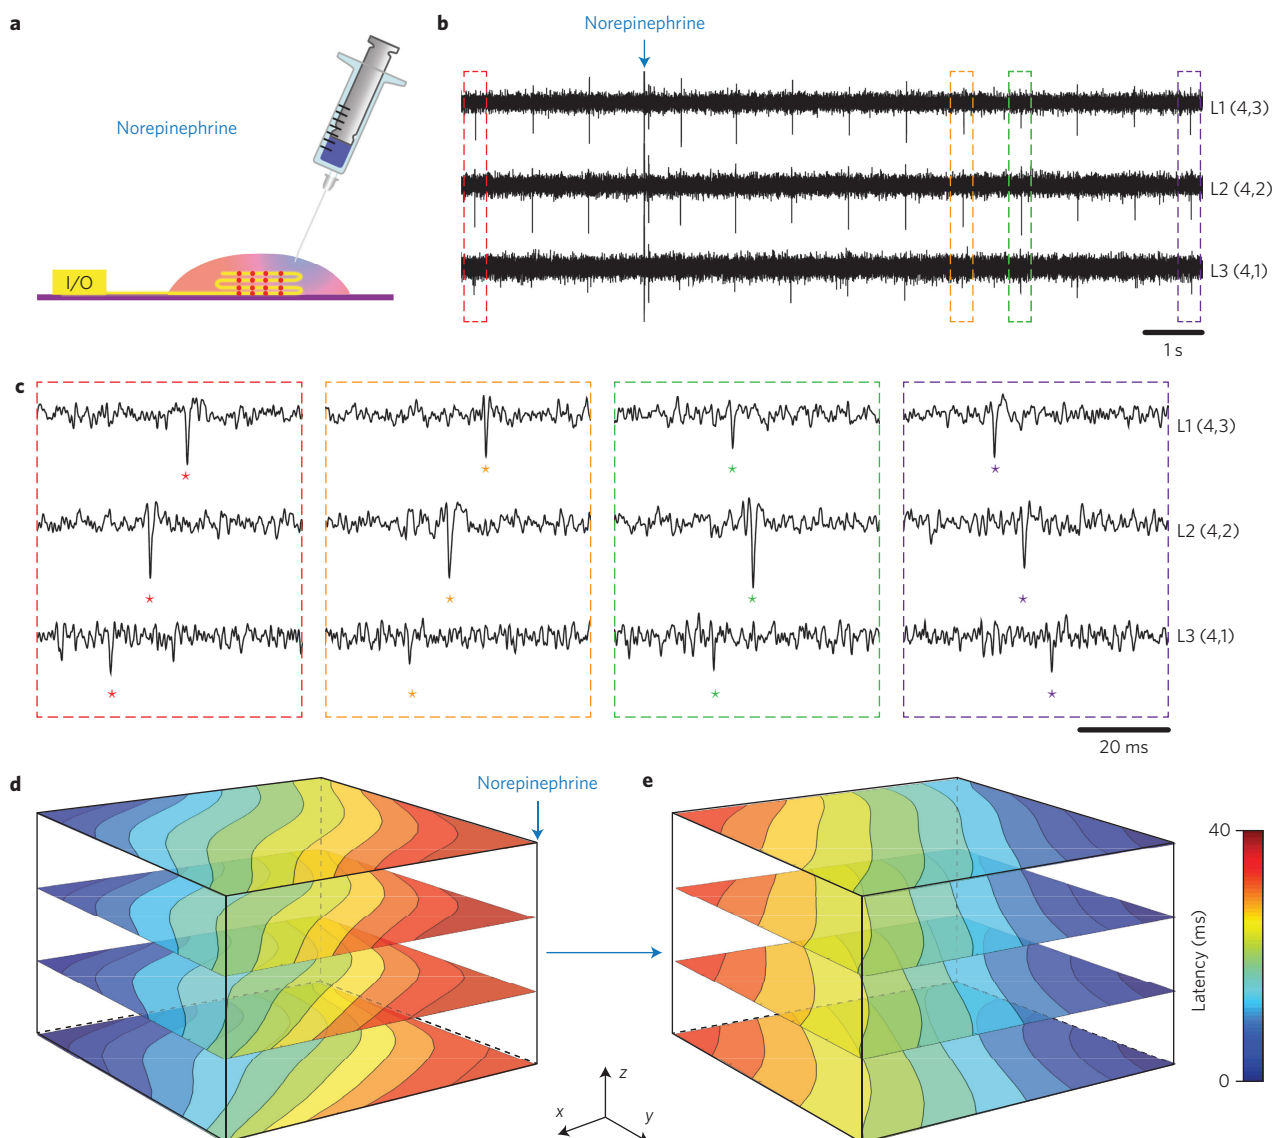 a
Norepinephrine
I/O
b
Norepinephrine
L1 (4,3)
L2 (4,2)
L3 (4,1)
1 s
c
L1 (4,3)
L2 (4,2)
L3 (4,1)
20 ms
d
Norepinephrine
e
40
Latency (ms)
0
z
x
y